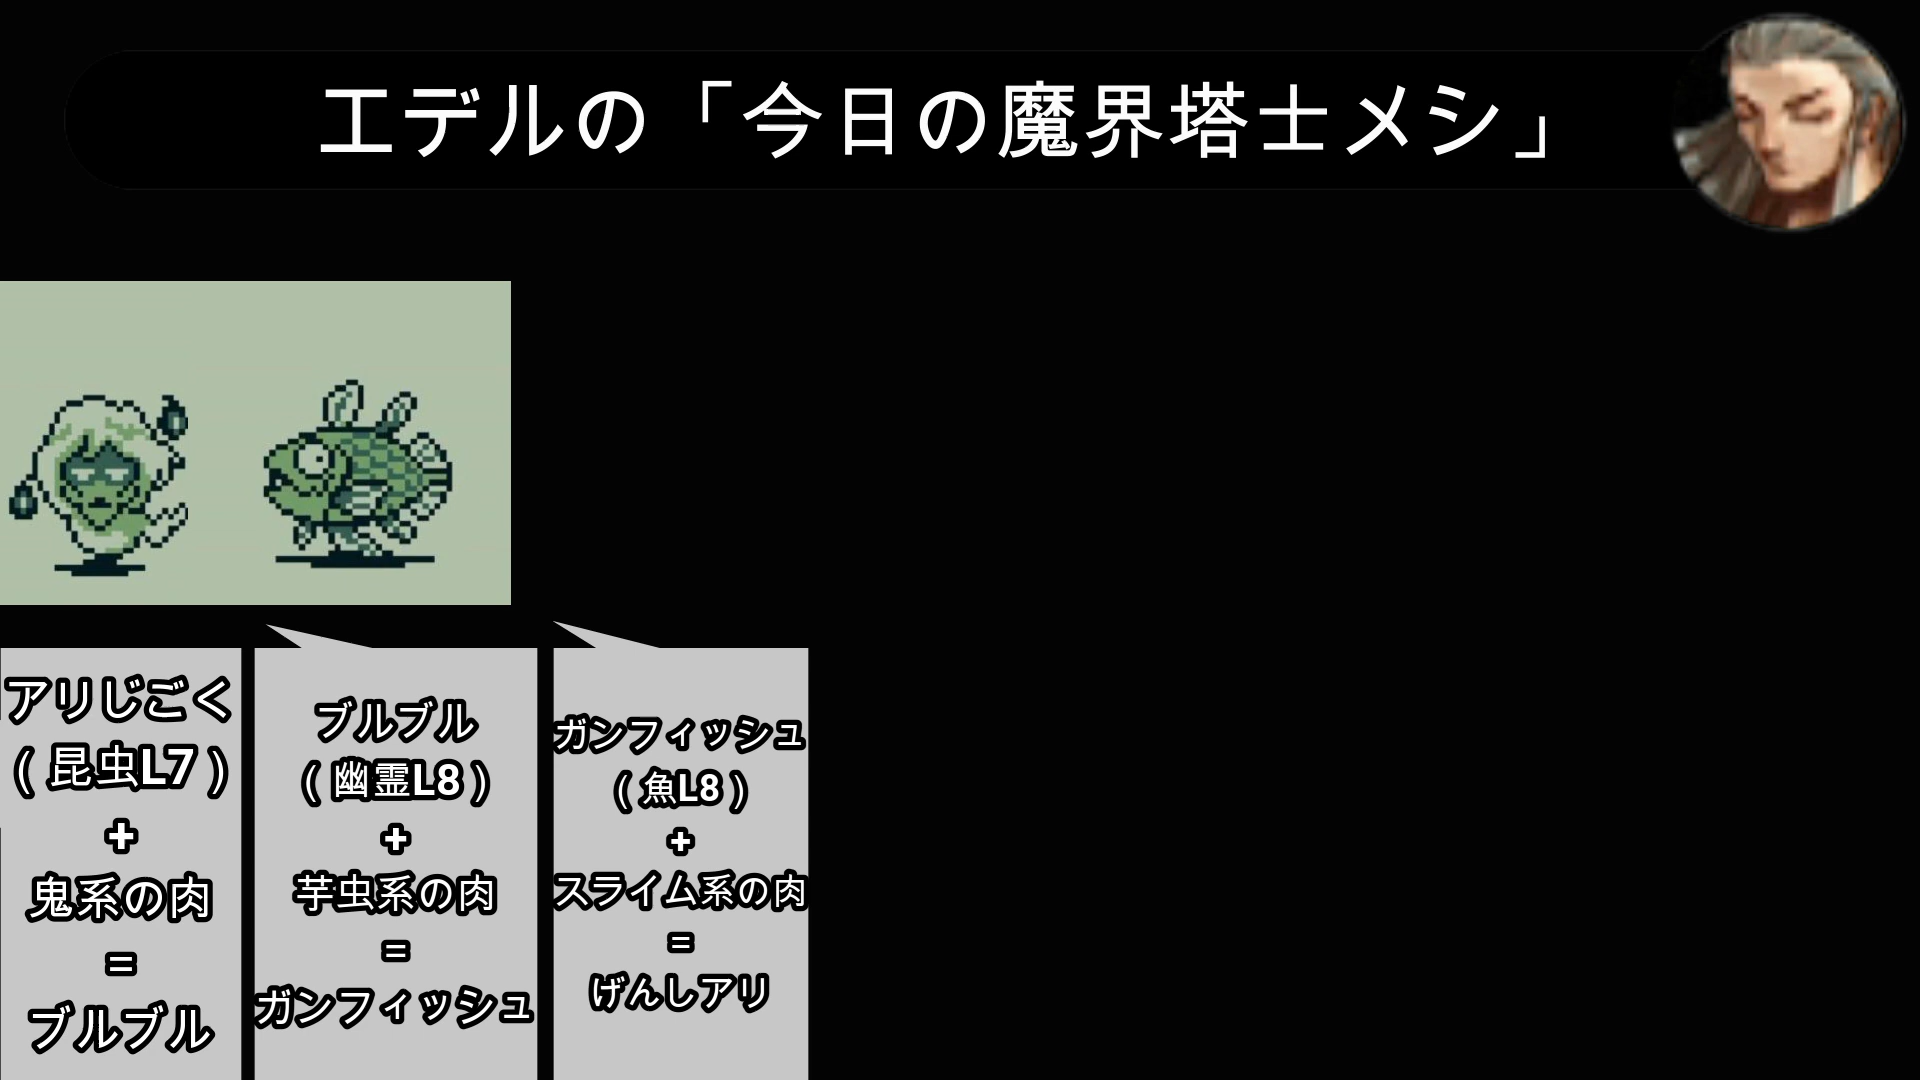 エデルの「今日の魔界塔士メシ」
アリじごく
（昆虫L7）
+
鬼系の肉
=
ブルブル
ブルブル
（幽霊L8）
+
芋虫系の肉
=
ガンフィッシュ
ガンフィッシュ
（魚L8）
+
スライム系の肉
=
げんしアリ